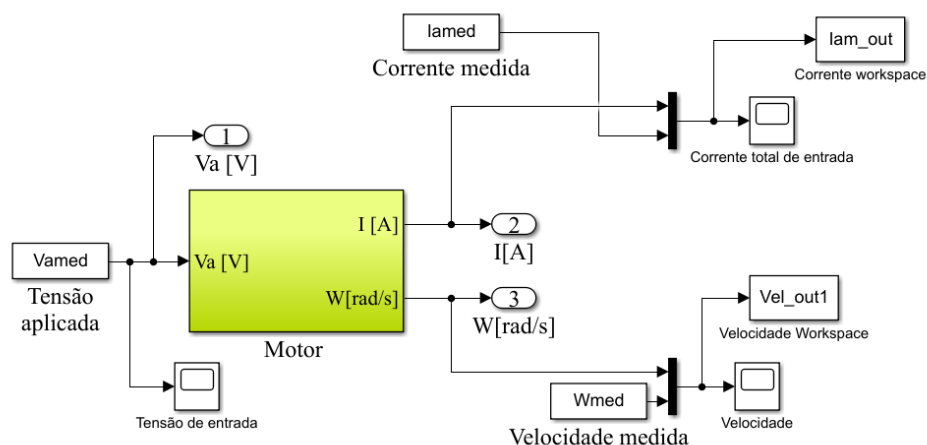 Iamed
Corrente medida
Iam_out
Corrente workspace
Corrente total de entrada
1
Va [V]
I [A]
2
I[A]
Vamed
Tensão
aplicada
Va [V]
W[rad/s]
3
W[rad/s]
Motor
Vel_out1
Velocidade Workspace
Tensão de entrada
Wmed
Velocidade medida
Velocidade